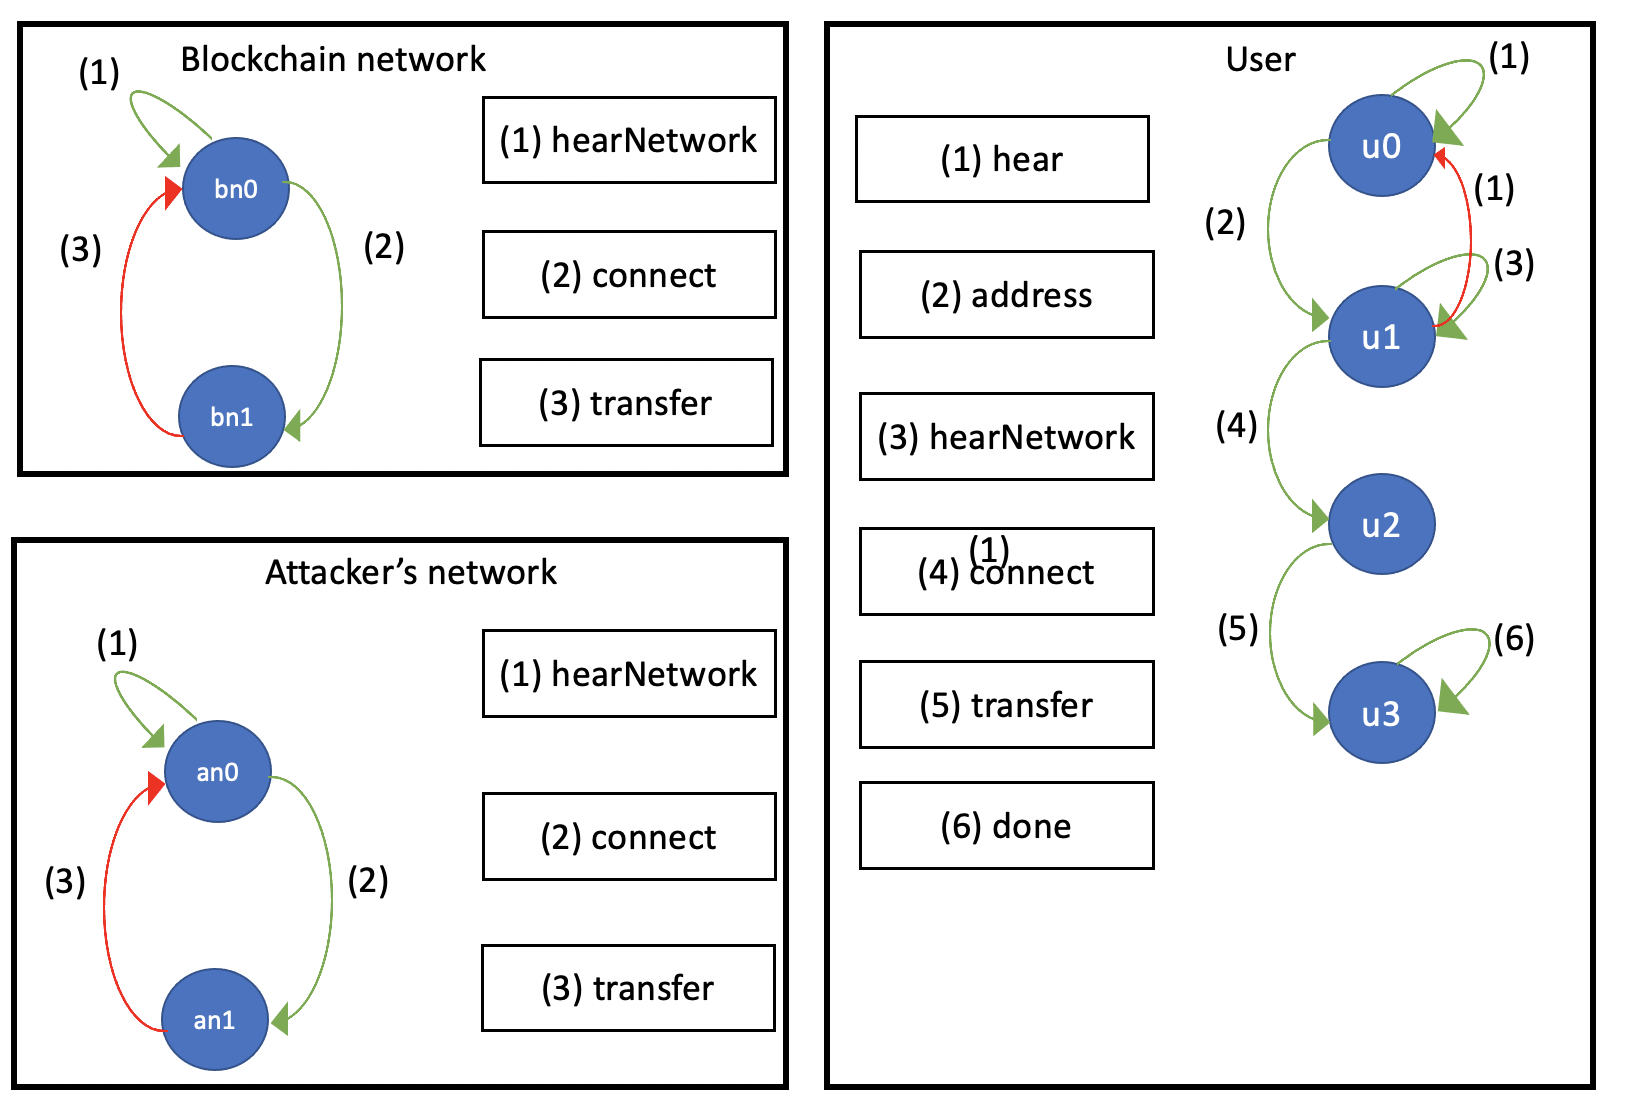 Blockchain network
(1)
(1) hearNetwork
bn0
(3)
(2)
(2) connect
bn1
(3) transfer
Attacker’s network
(1)
(1) hearNetwork
an0
(2) connect
(3)
(2)
(3) transfer
an1
User
(1)
u0
(1) hear
(1)
(2)
(3)
(2) address
u1
(4)
(3) hearNetwork
u2
(1)
(4) connect
(5)
(6)
(5) transfer
u3
(6) done